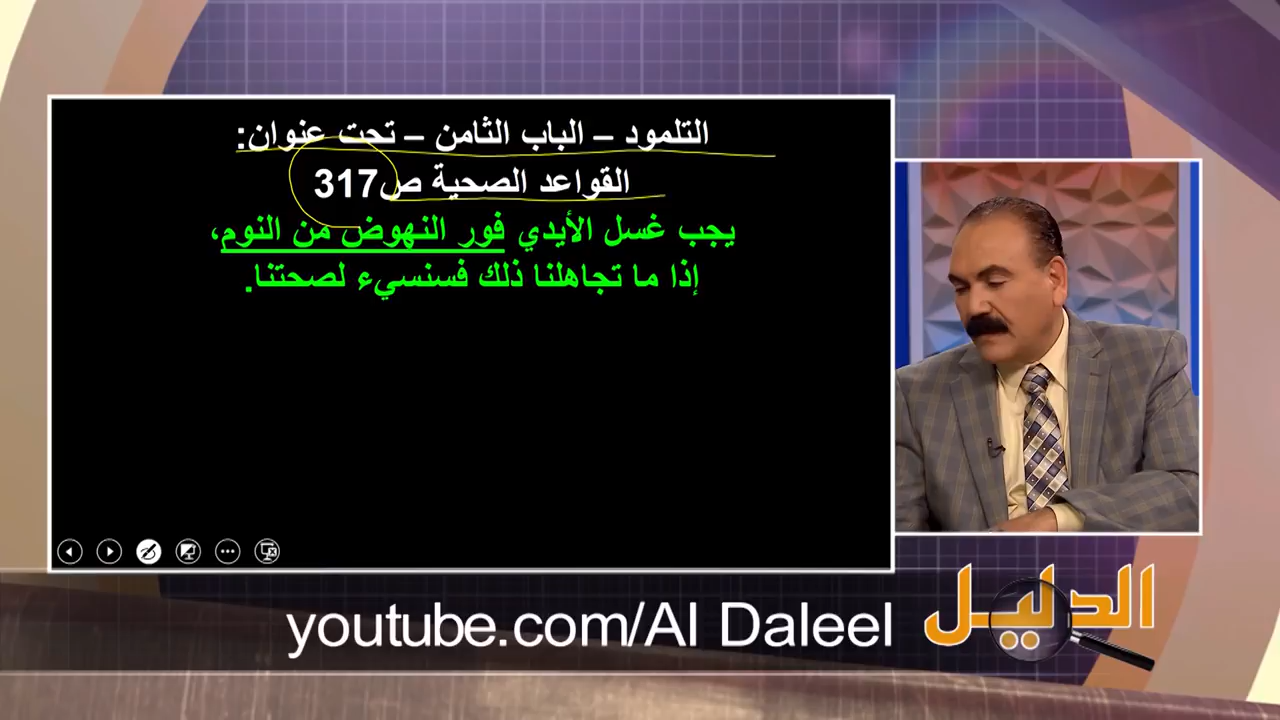 التلمود – الباب الثامن – تحت عنوان:
القواعد الصحية ص317
يجب غسل الأيدي فور النهوض من النوم،
إذا ما تجاهلنا ذلك فسنسيء لصحتنا.
youtube.com/Al Daleel
الدليل